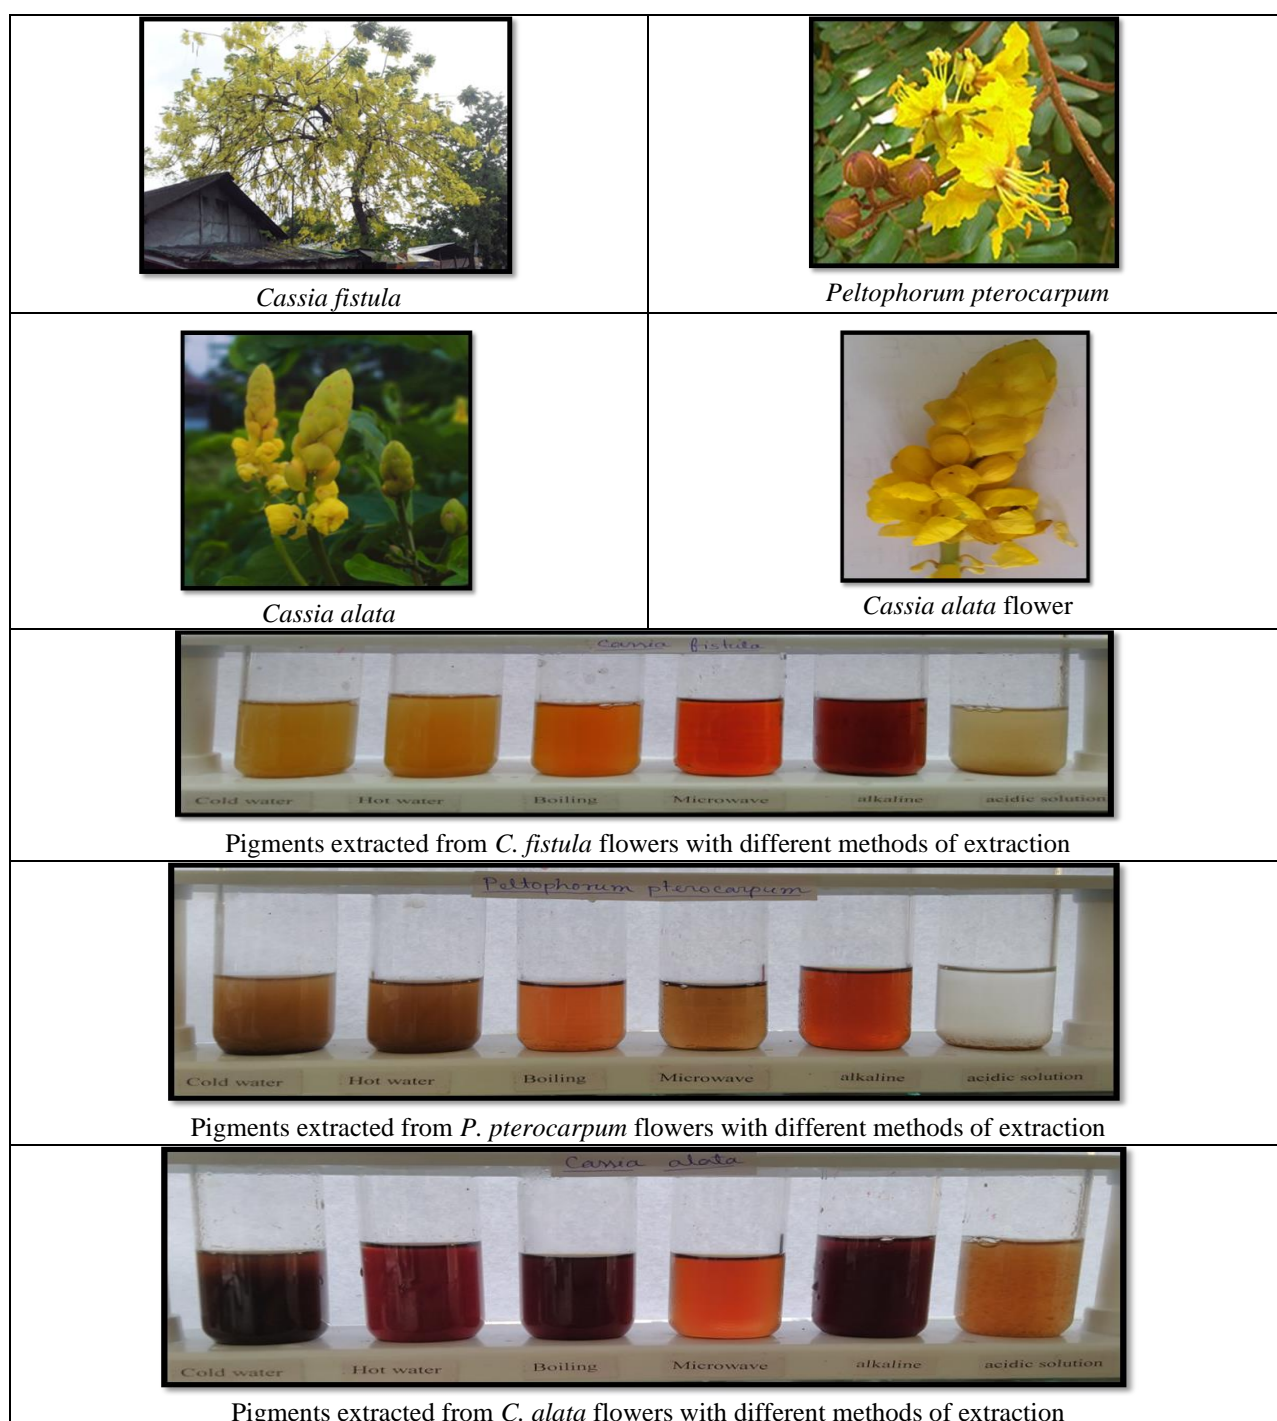 Cassia fistula
Peltophorum pterocarpum
Cassia alata
Cassia alata flower
Cassia fistula
Cold water
Hot water
Boiling
Microwave
alkaline
acidic solution
Pigments extracted from C. fistula flowers with different methods of extraction
Peltophorum pterocarpum
Cold water
Hot water
Boiling
Microwave
alkaline
acidic solution
Pigments extracted from P. pterocarpum flowers with different methods of extraction
Cassia alata
Cold water
Hot water
Boiling
Microwave
alkaline
acidic solution
Pigments extracted from C. alata flowers with different methods of extraction